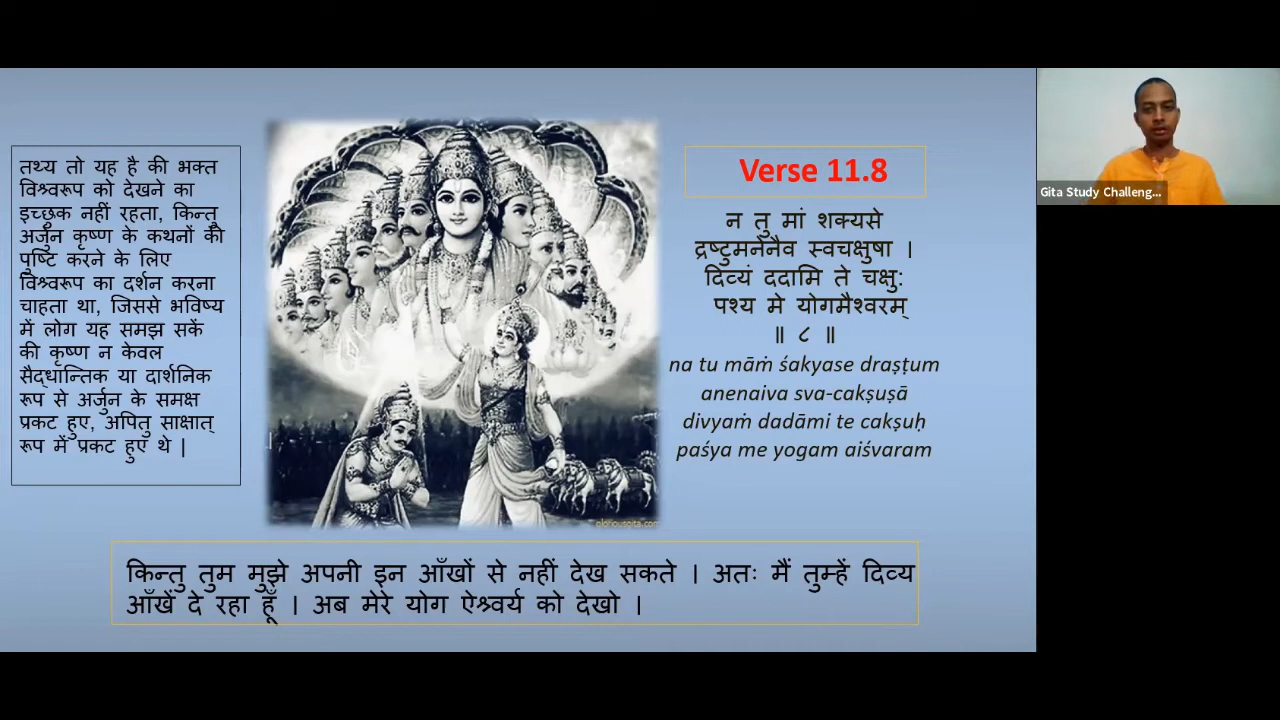 तथ्य तो यह है की भक्त
विश्वरूप को देखने का
इच्छुक नहीं रहता, किन्तु
अर्जुन कृष्ण के कथनों की
पुष्टि करने के लिए
विश्वरूप का दर्शन करना
चाहता था, जिससे भविष्य
में लोग यह समझ सकें
की कृष्ण न केवल
सैद्धान्तिक या दार्शनिक
रूप से अर्जुन के समक्ष
प्रकट हुए, अपितु साक्षात्
रूप में प्रकट हुए थे |
Verse 11.8
न तु मां शक्यसे
द्रष्टुमनेनैव स्वचक्षुषा |
दिव्यं ददामि ते चक्षु:
पश्य मे योगमैश्वरम्
॥ ८ ॥
na tu māṁ śakyase draṣṭum
anenaiva sva-cakṣuṣā
divyaṁ dadāmi te cakṣuḥ
paśya me yogam aiśvaram
gloriousgita.com
किन्तु तुम मुझे अपनी इन आँखों से नहीं देख सकते | अतः मैं तुम्हें दिव्य
आँखें दे रहा हूँ | अब मेरे योग ऐश्वर्य को देखो |
Gita Study Challeng...